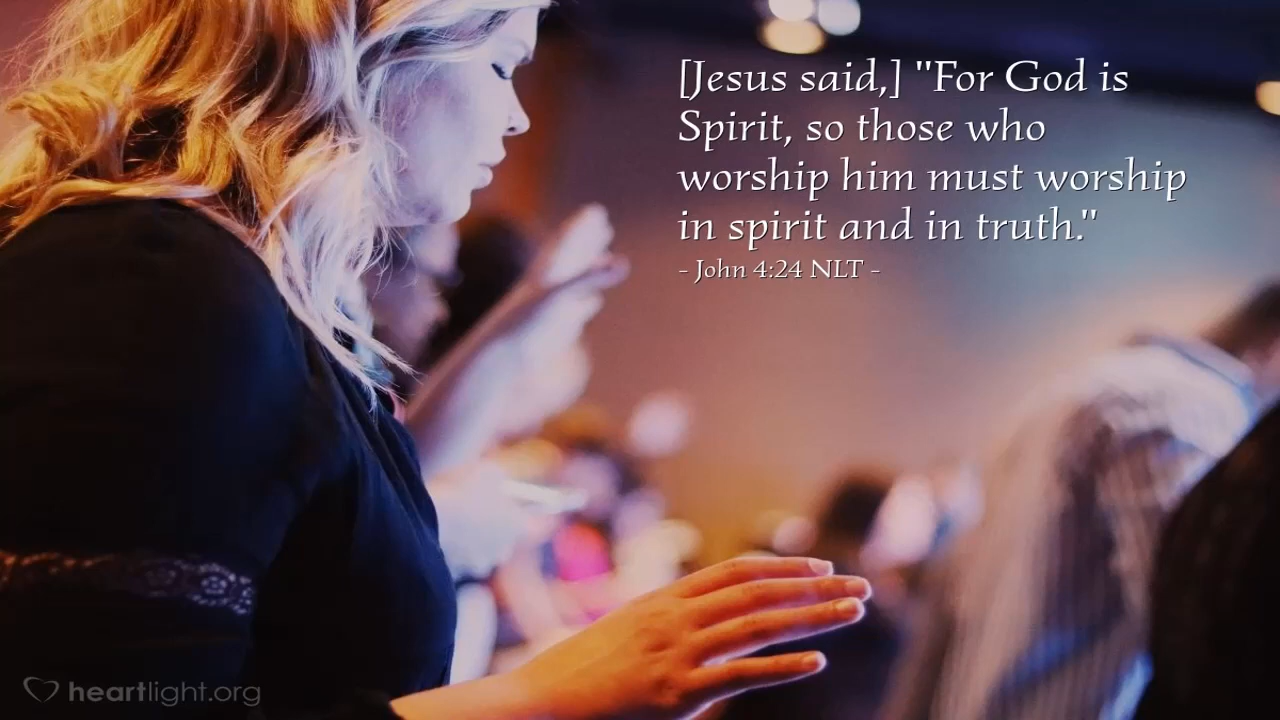 [Jesus said,] "For God is
Spirit, so those who
worship him must worship
in spirit and in truth."
- John 4:24 NLT -
heartlight.org